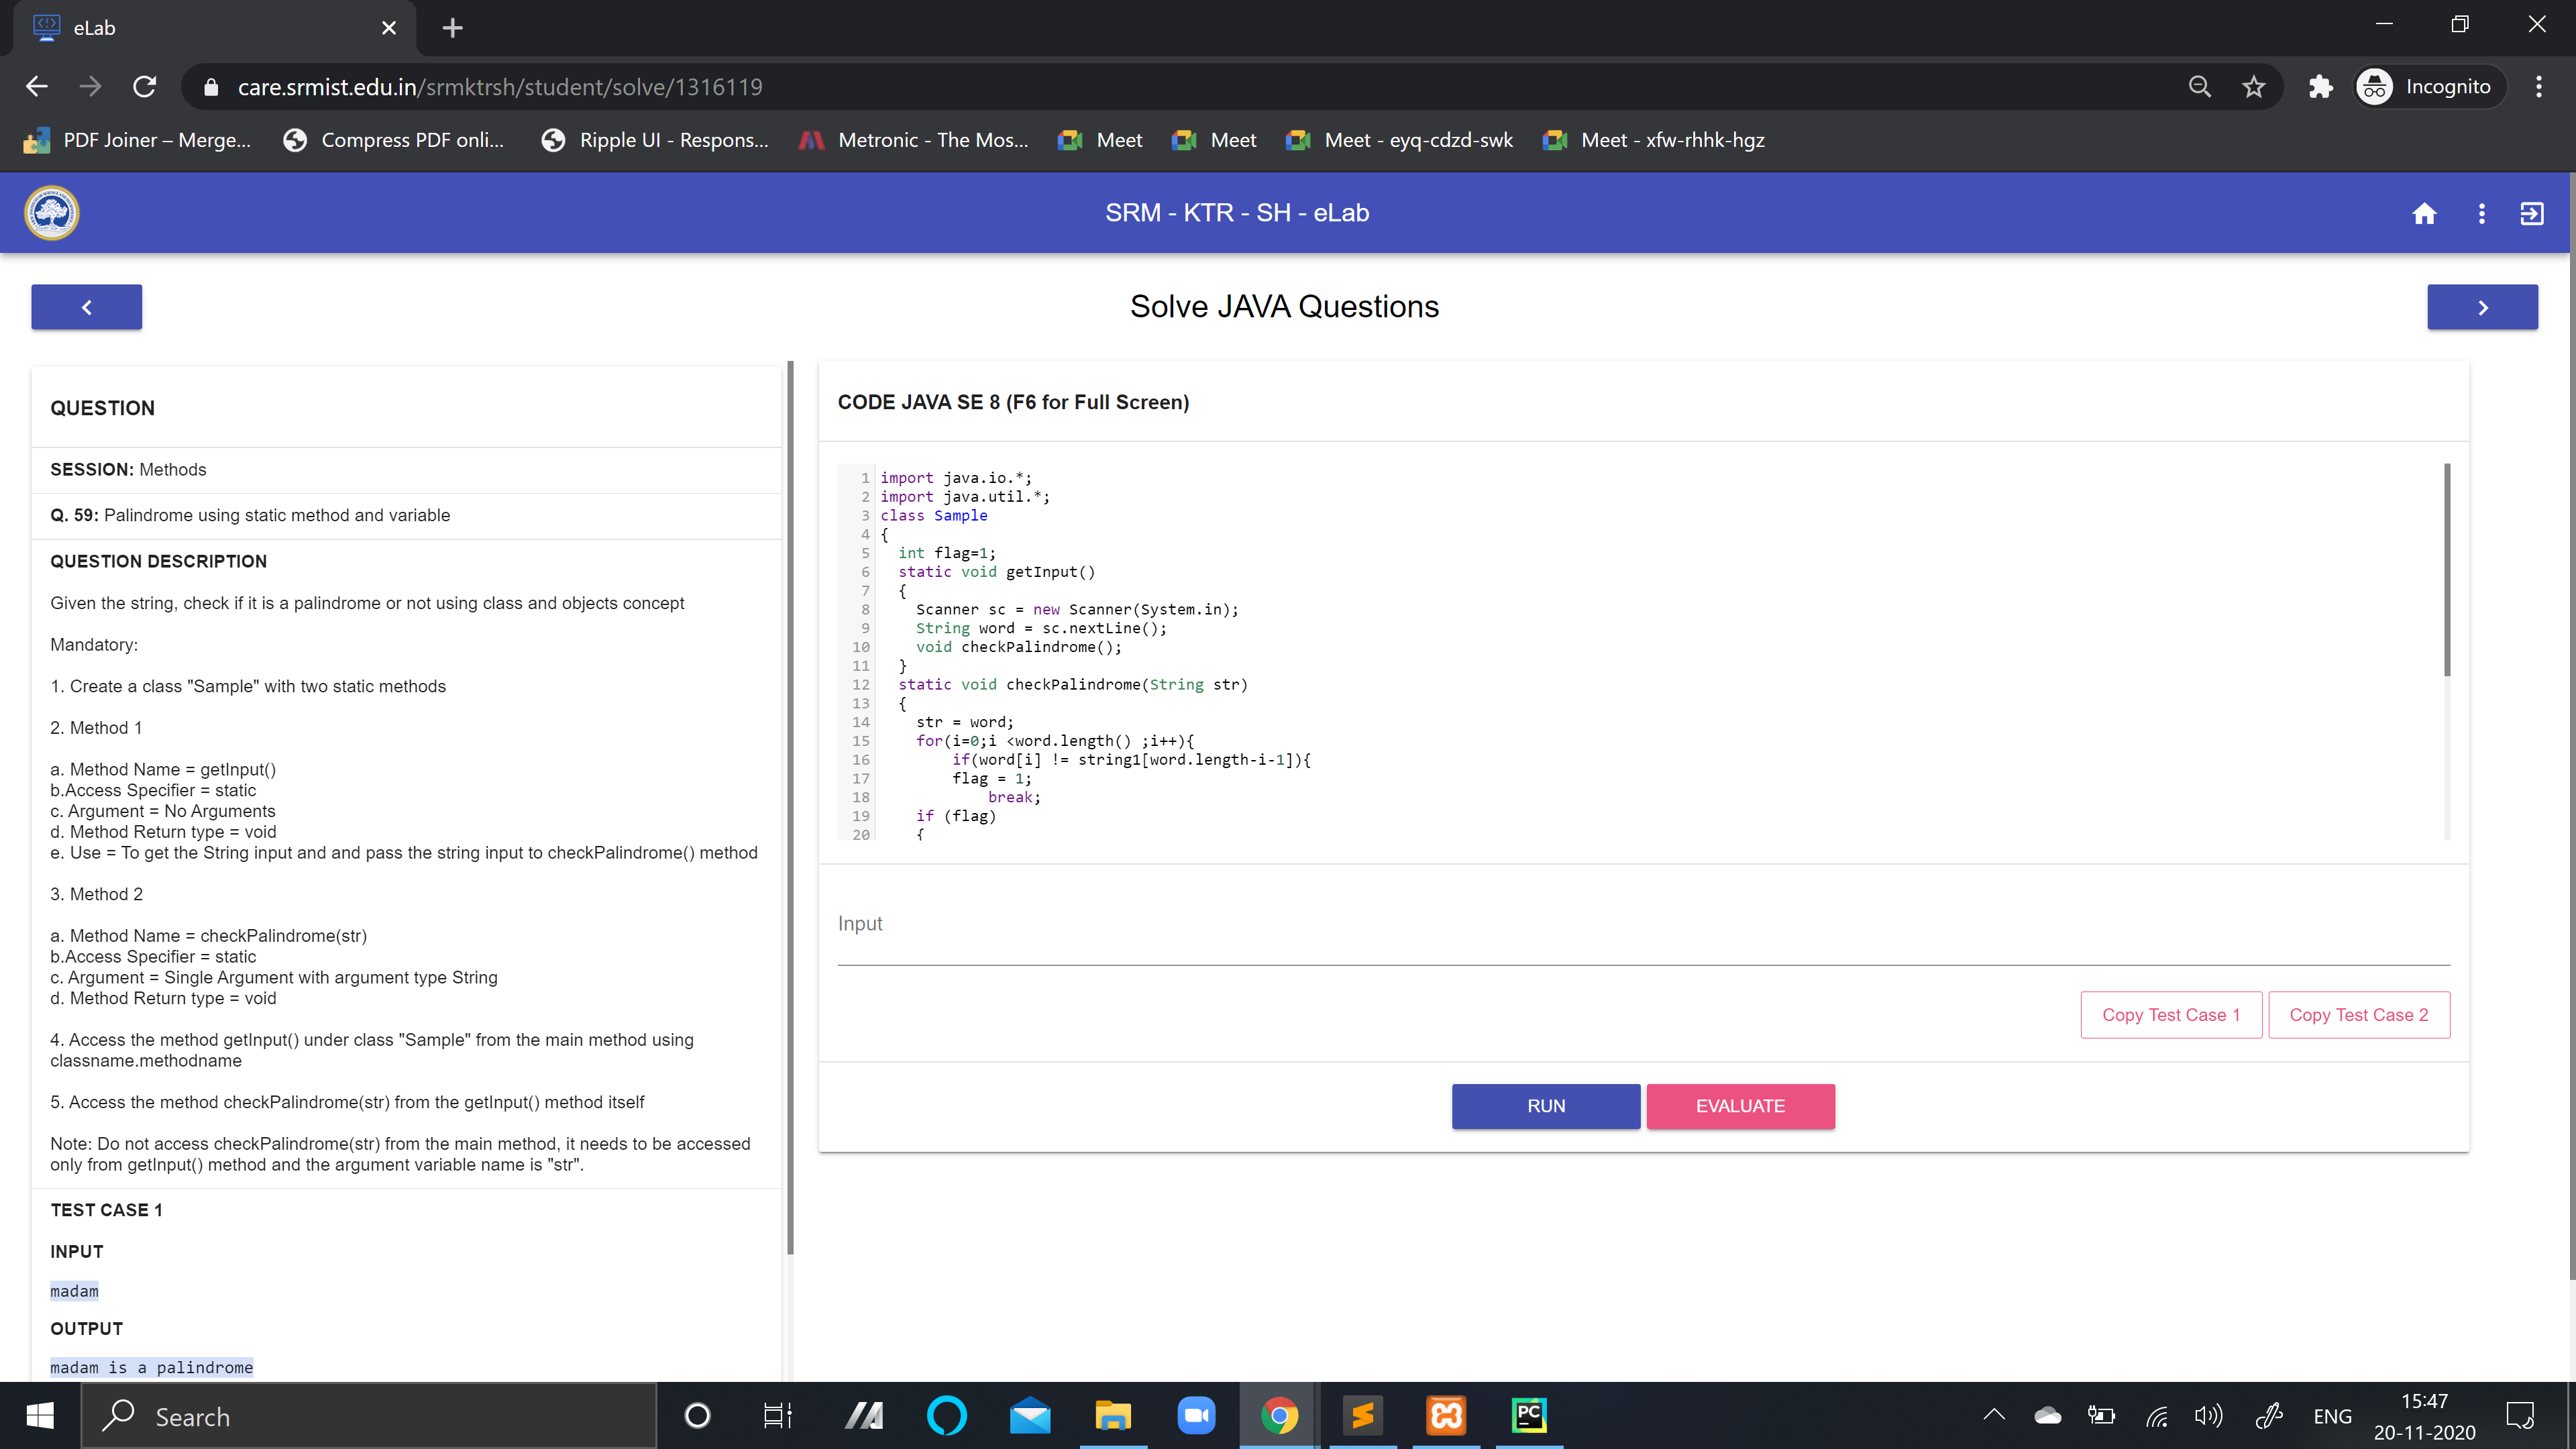 eLab
care.srmist.edu.in/srmktrsh/student/solve/1316119
Incognito
PDF Joiner – Merge...
Compress PDF onli...
Ripple UI - Respons...
Metronic - The Mos...
Meet
Meet
Meet - eyq-cdzd-swk
Meet - xfw-rhhk-hgz
SRM - KTR - SH - eLab
Solve JAVA Questions
QUESTION
SESSION: Methods
Q. 59: Palindrome using static method and variable
QUESTION DESCRIPTION
Given the string, check if it is a palindrome or not using class and objects concept
Mandatory:
1. Create a class "Sample" with two static methods
2. Method 1
a. Method Name = getInput()
b.Access Specifier = static
c. Argument = No Arguments
d. Method Return type = void
e. Use = To get the String input and and pass the string input to checkPalindrome() method
3. Method 2
a. Method Name = checkPalindrome(str)
b.Access Specifier = static
c. Argument = Single Argument with argument type String
d. Method Return type = void
4. Access the method getInput() under class "Sample" from the main method using
classname.methodname
5. Access the method checkPalindrome(str) from the getInput() method itself
Note: Do not access checkPalindrome(str) from the main method, it needs to be accessed
only from getInput() method and the argument variable name is "str".
TEST CASE 1
INPUT
madam
OUTPUT
madam is a palindrome
CODE JAVA SE 8 (F6 for Full Screen)
1 import java.io.*;
2 import java.util.*;
3 class Sample
4 {
5 int flag=1;
6 static void getInput()
7 {
8 Scanner sc = new Scanner(System.in);
9 String word = sc.nextLine();
10 void checkPalindrome();
11 }
12 static void checkPalindrome(String str)
13 {
14 str = word;
15 for(i=0;i <word.length() ;i++){
16 if(word[i] != string1[word.length-i-1]){
17 flag = 1;
18 break;
19 if (flag)
20 {
Input
Copy Test Case 1
Copy Test Case 2
RUN
EVALUATE
Search
PC
ENG
15:47
20-11-2020